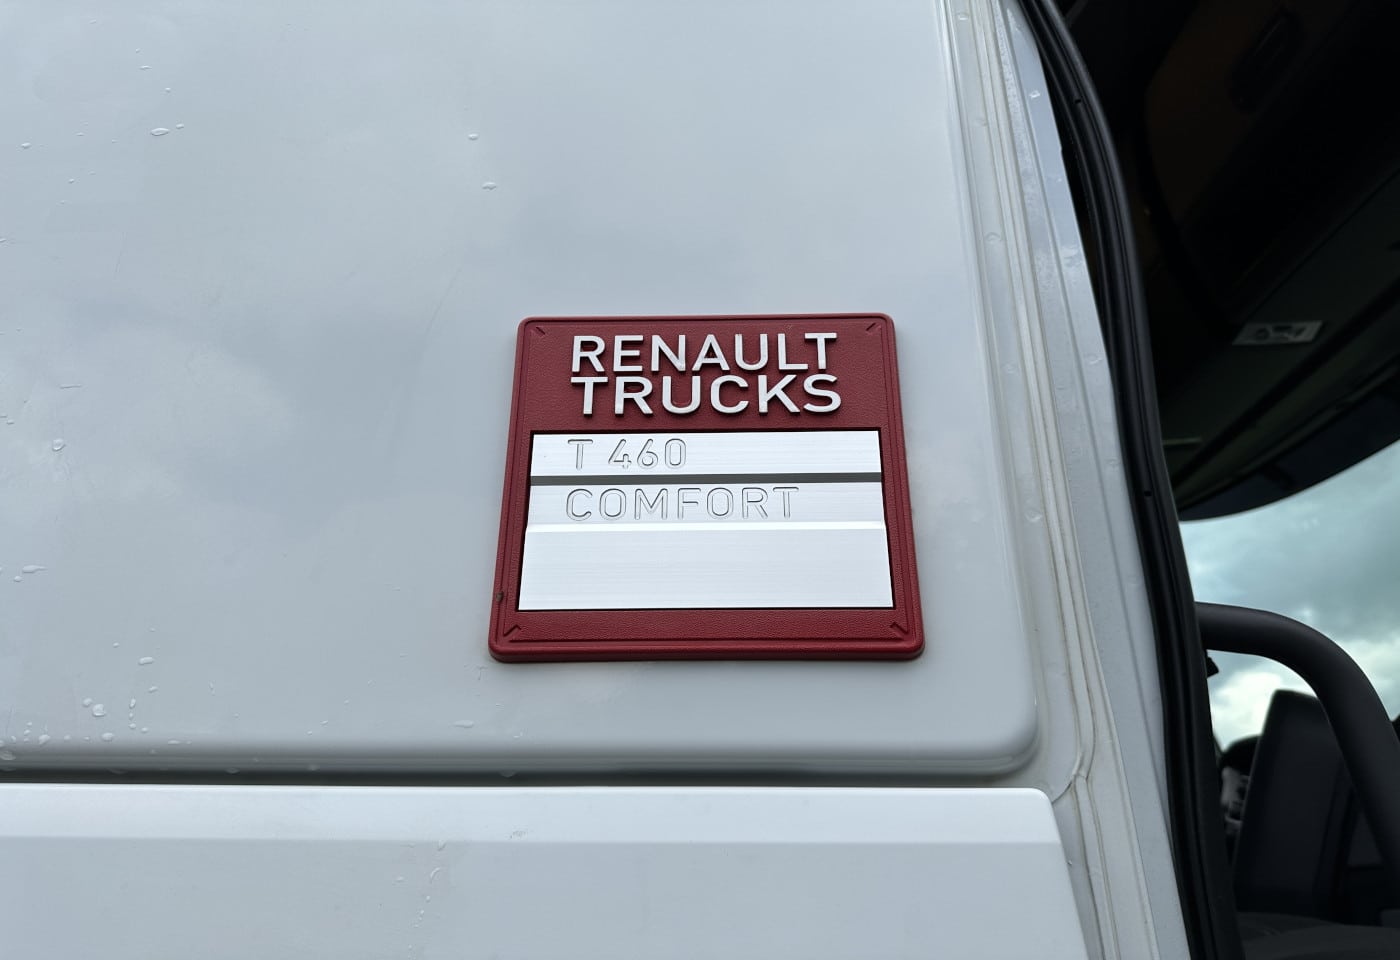 RENAULT
TRUCKS
T 460
COMFORT